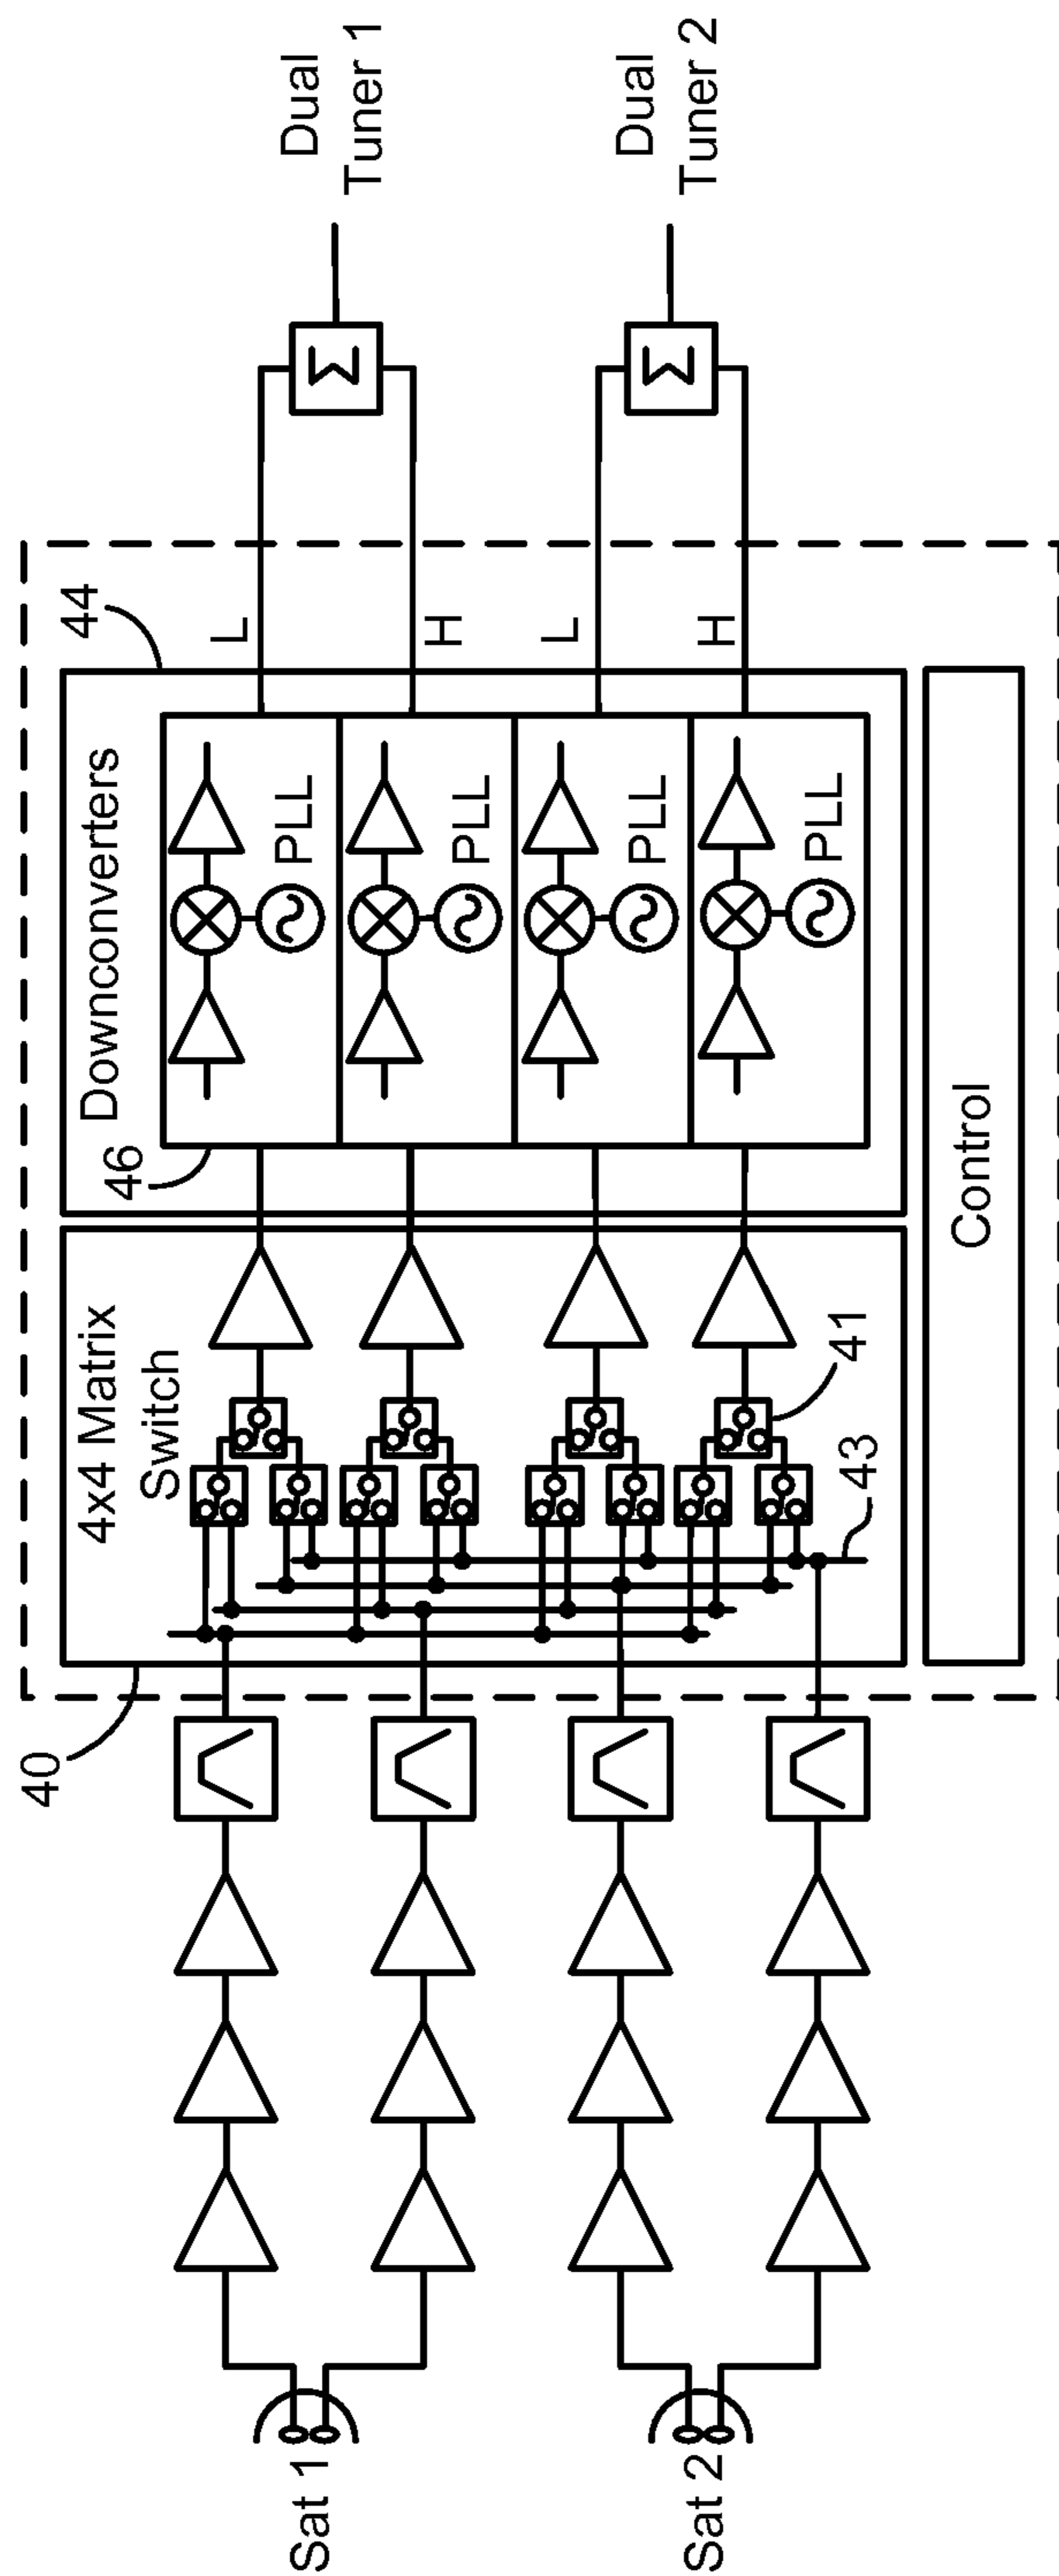 Sat 1
Sat 2
40
4x4 Matrix
Switch
43
41
44
Downconverters
46
PLL
PLL
PLL
PLL
L
H
L
H
Control
Σ
Σ
Dual
Tuner 1
Dual
Tuner 2